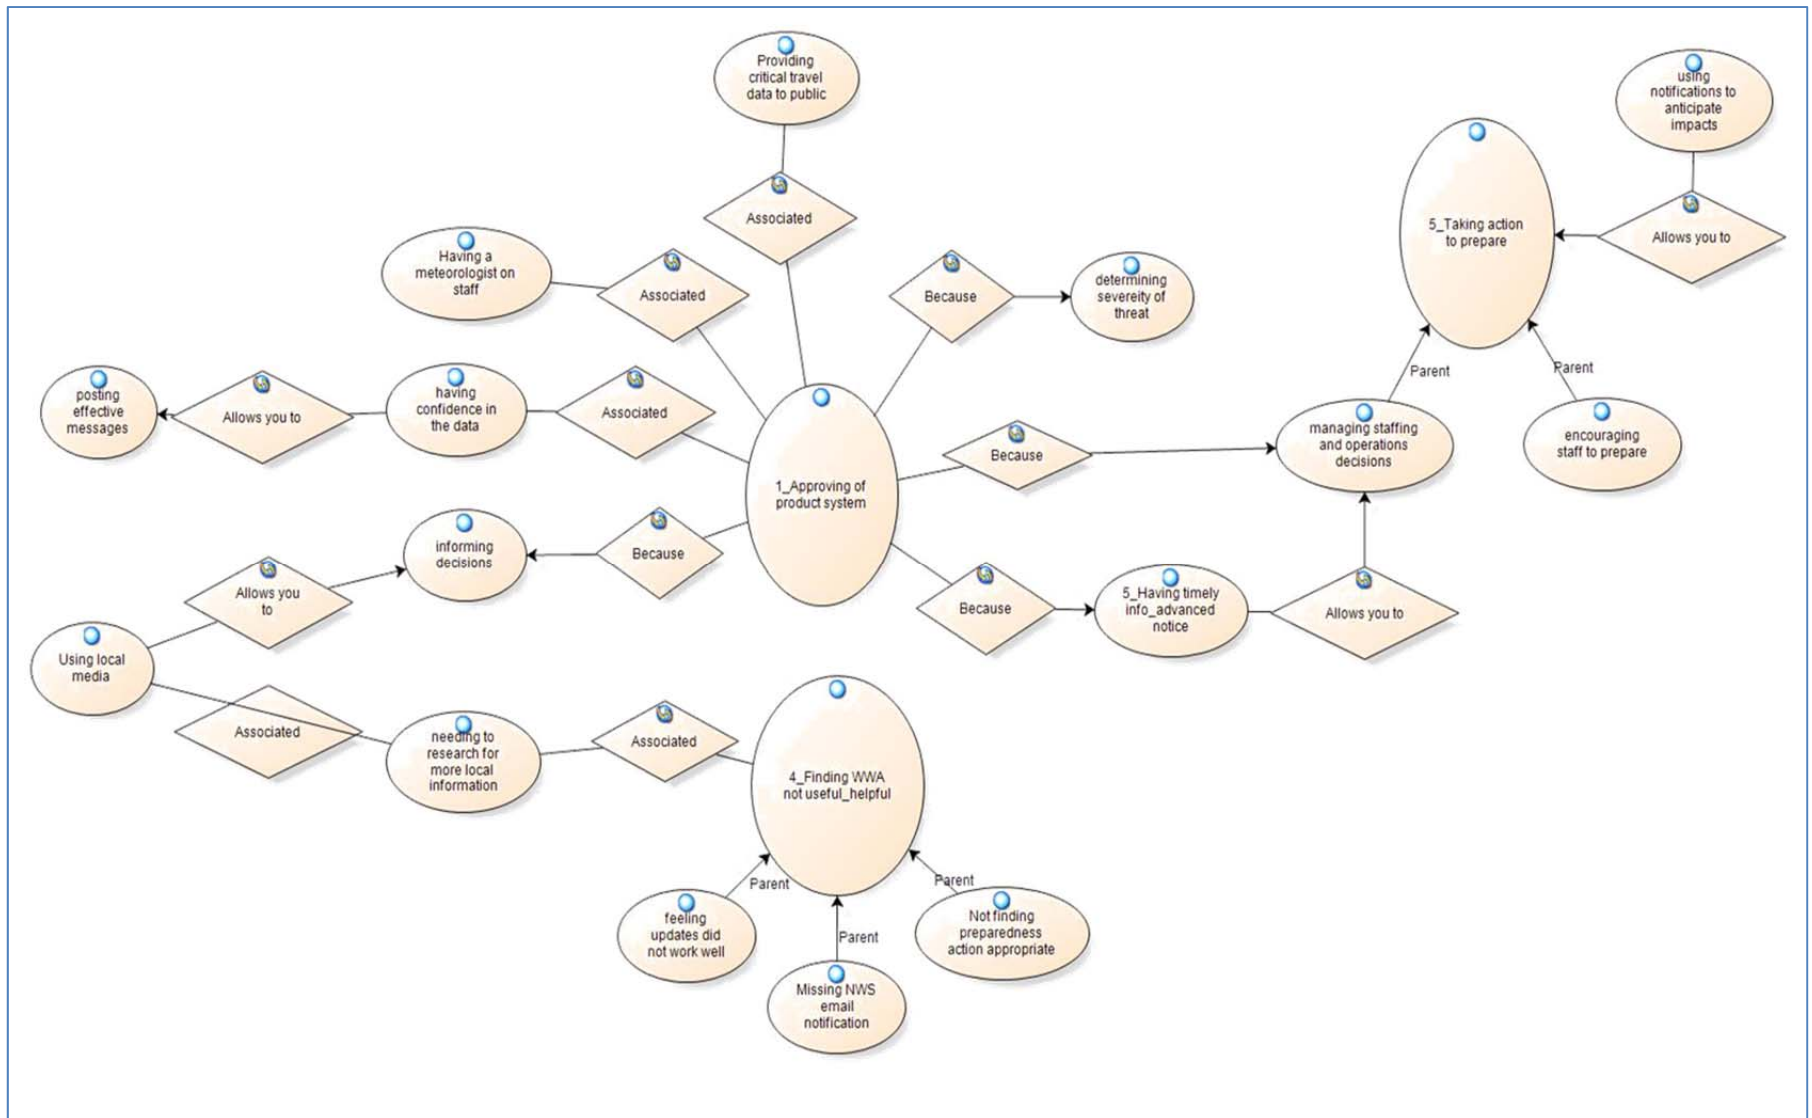 Providing
critical travel
data to public
using
notifications to
anticipate
impacts
Associated
5_Taking action
to prepare
Allows you to
Having a
meteorologist on
staff
Associated
Because
determining
severeity of
threat
Parent
Parent
posting
effective
messages
Allows you to
having
confidence in
the data
Associated
managing staffing
and operations
decisions
encouraging
staff to prepare
Because
1_Approving of
product system
informing
decisions
Because
Allows you
to
Because
5_Having timely
info_advanced
notice
Allows you to
Using local
media
Associated
needing to
research for
more local
information
Associated
4_Finding WWA
not useful_helpful
Parent
Parent
Parent
feeling
updates did
not work well
Not finding
preparedness
action appropriate
Missing NWS
email
notification